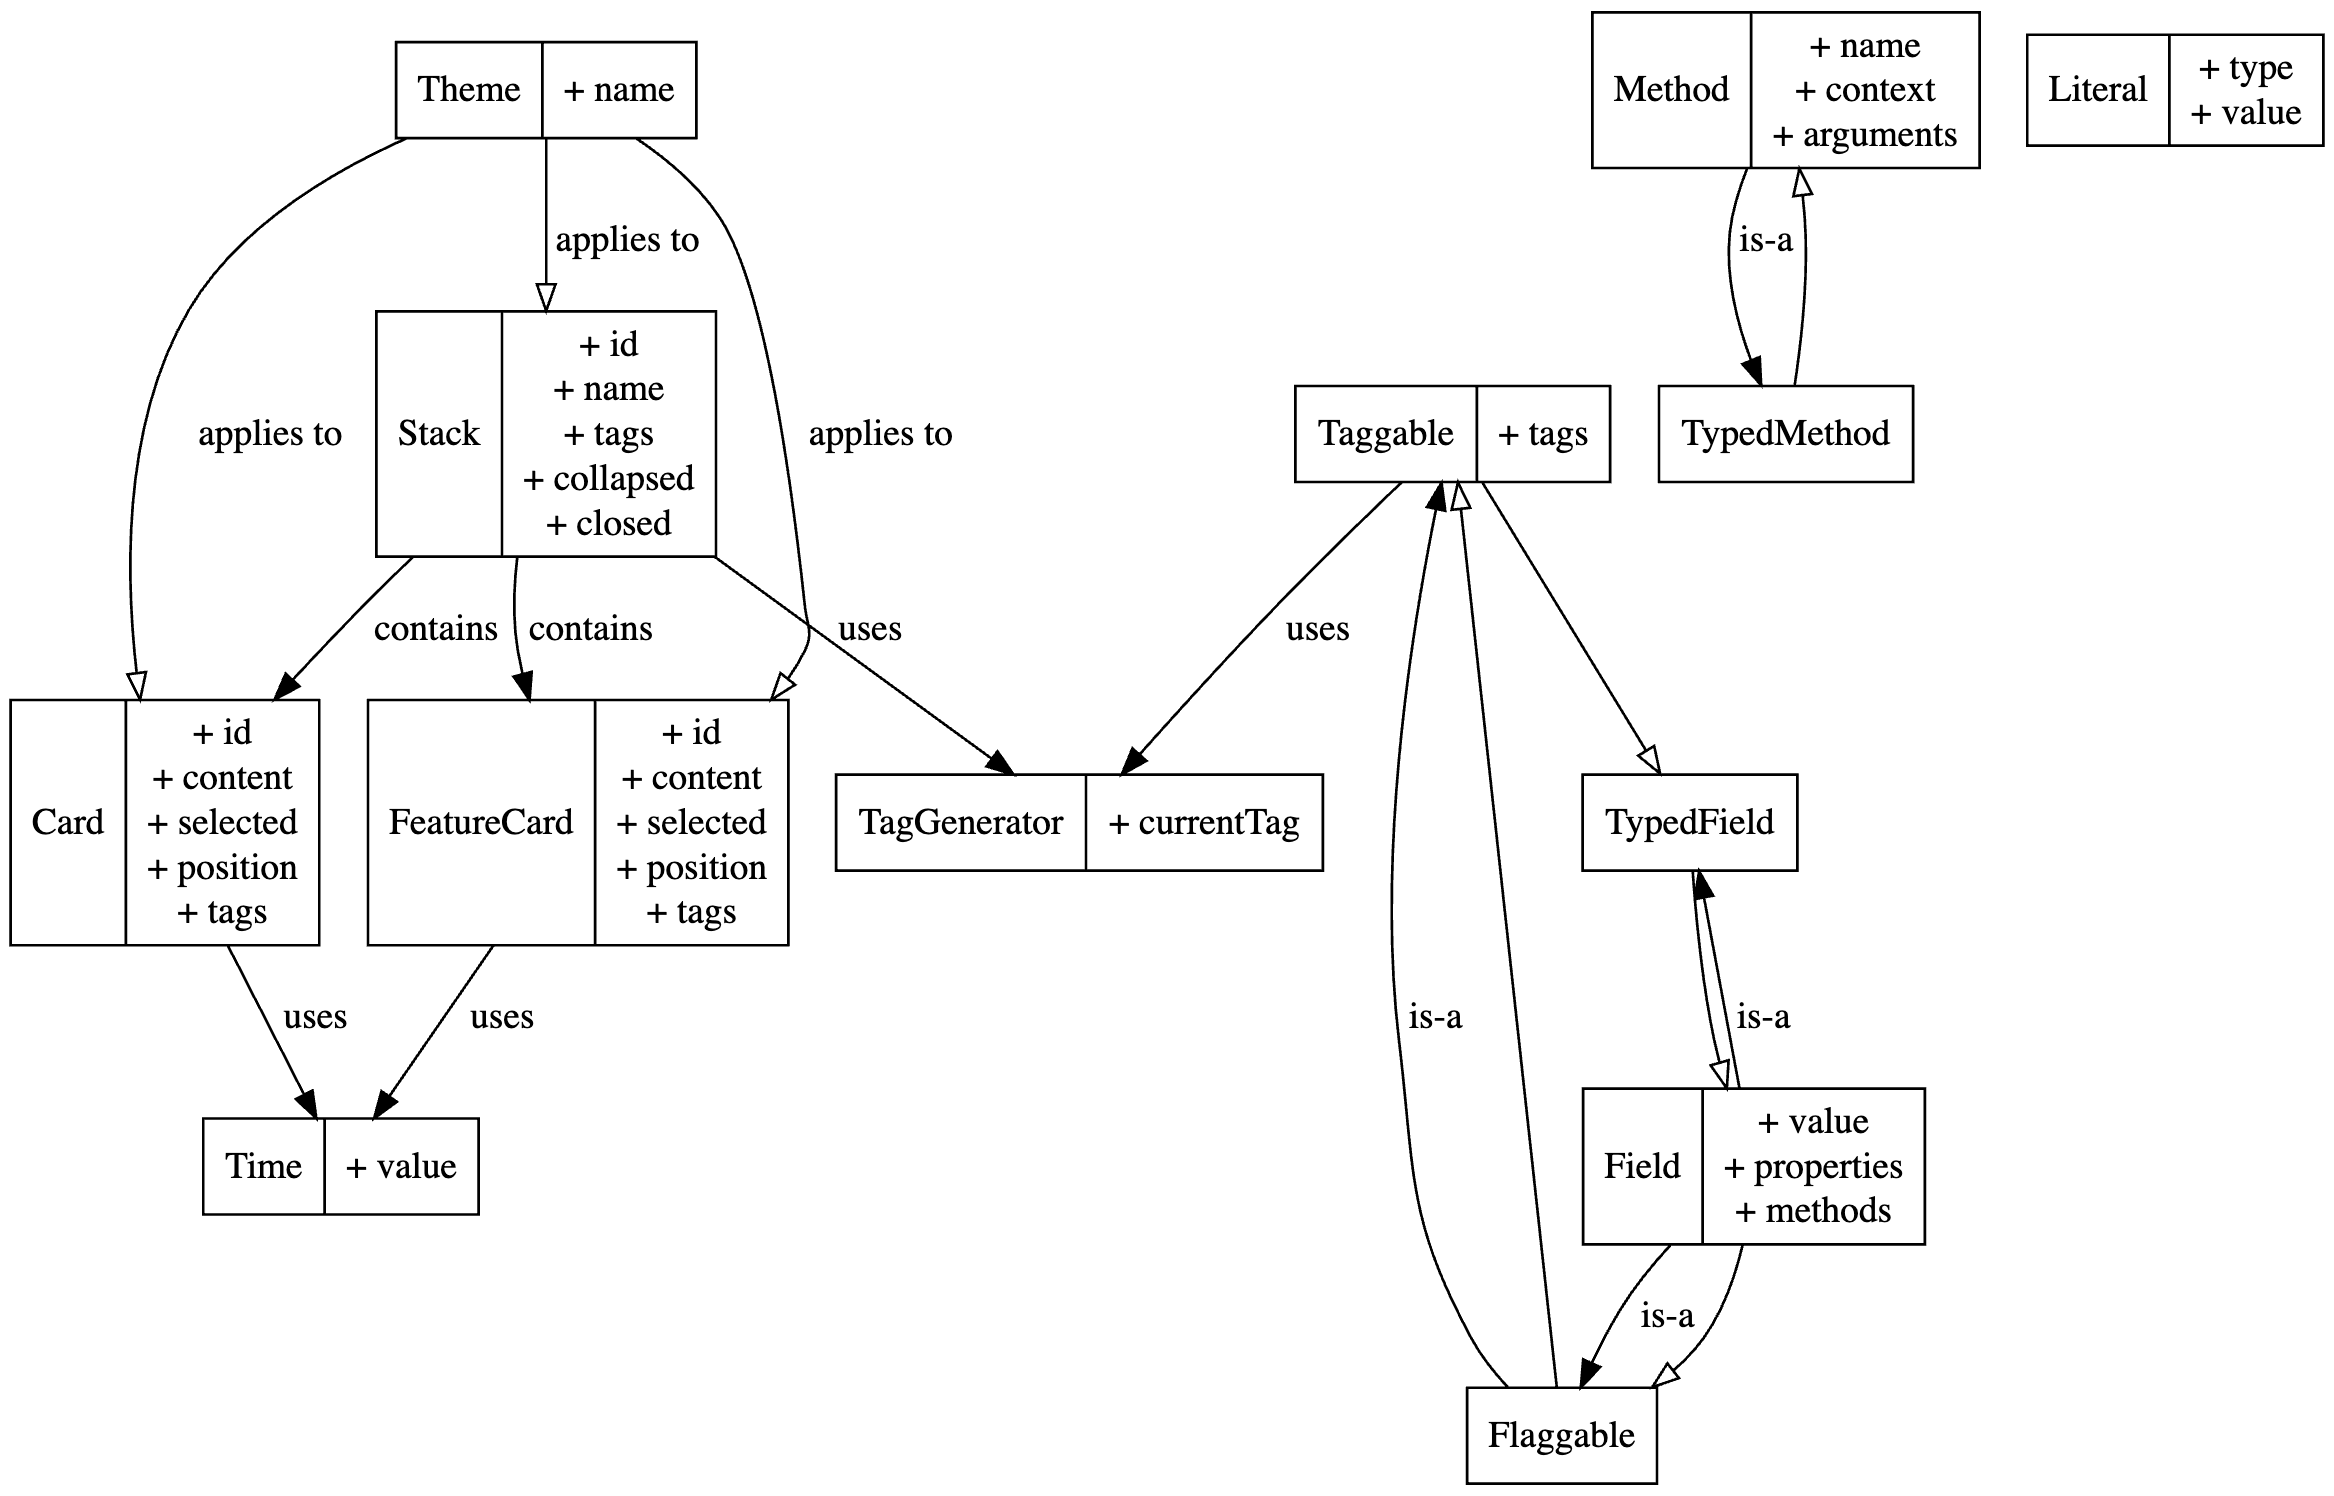 Theme
+ name
Method
+ name
+ context
+ arguments
Literal
+ type
+ value
applies to
is-a
applies to
Stack
+ id
+ name
+ tags
+ collapsed
+ closed
applies to
Taggable
+ tags
TypedMethod
contains
contains
uses
uses
Card
+ id
+ content
+ selected
+ position
+ tags
FeatureCard
+ id
+ content
+ selected
+ position
+ tags
TagGenerator
+ currentTag
TypedField
uses
uses
is-a
is-a
Time
+ value
Field
+ value
+ properties
+ methods
is-a
Flaggable